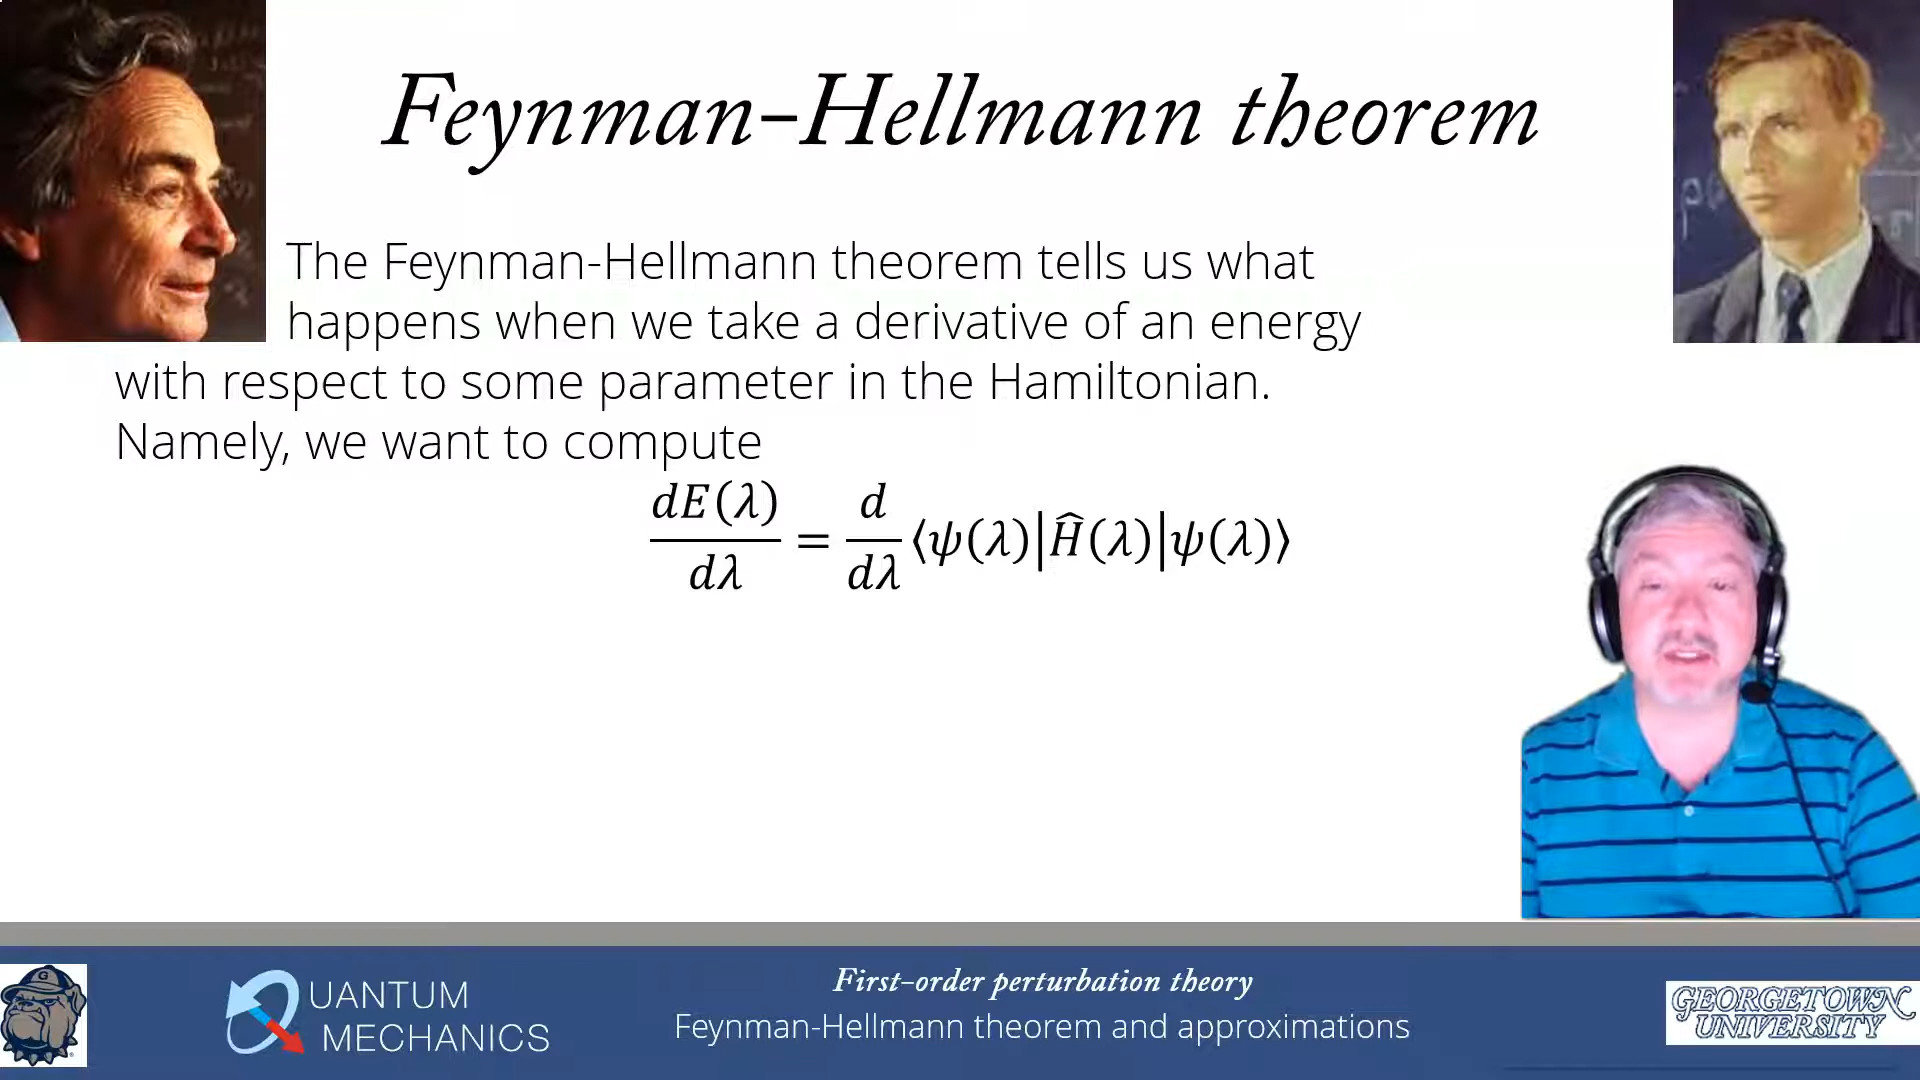 Feynman–Hellmann theorem
The Feynman-Hellmann theorem tells us what
happens when we take a derivative of an energy
with respect to some parameter in the Hamiltonian.
Namely, we want to compute
dE(λ)/dλ = d/dλ ⟨ψ(λ)|Ĥ(λ)|ψ(λ)⟩
G
QUANTUM
MECHANICS
First–order perturbation theory
Feynman-Hellmann theorem and approximations
GEORGETOWN
UNIVERSITY